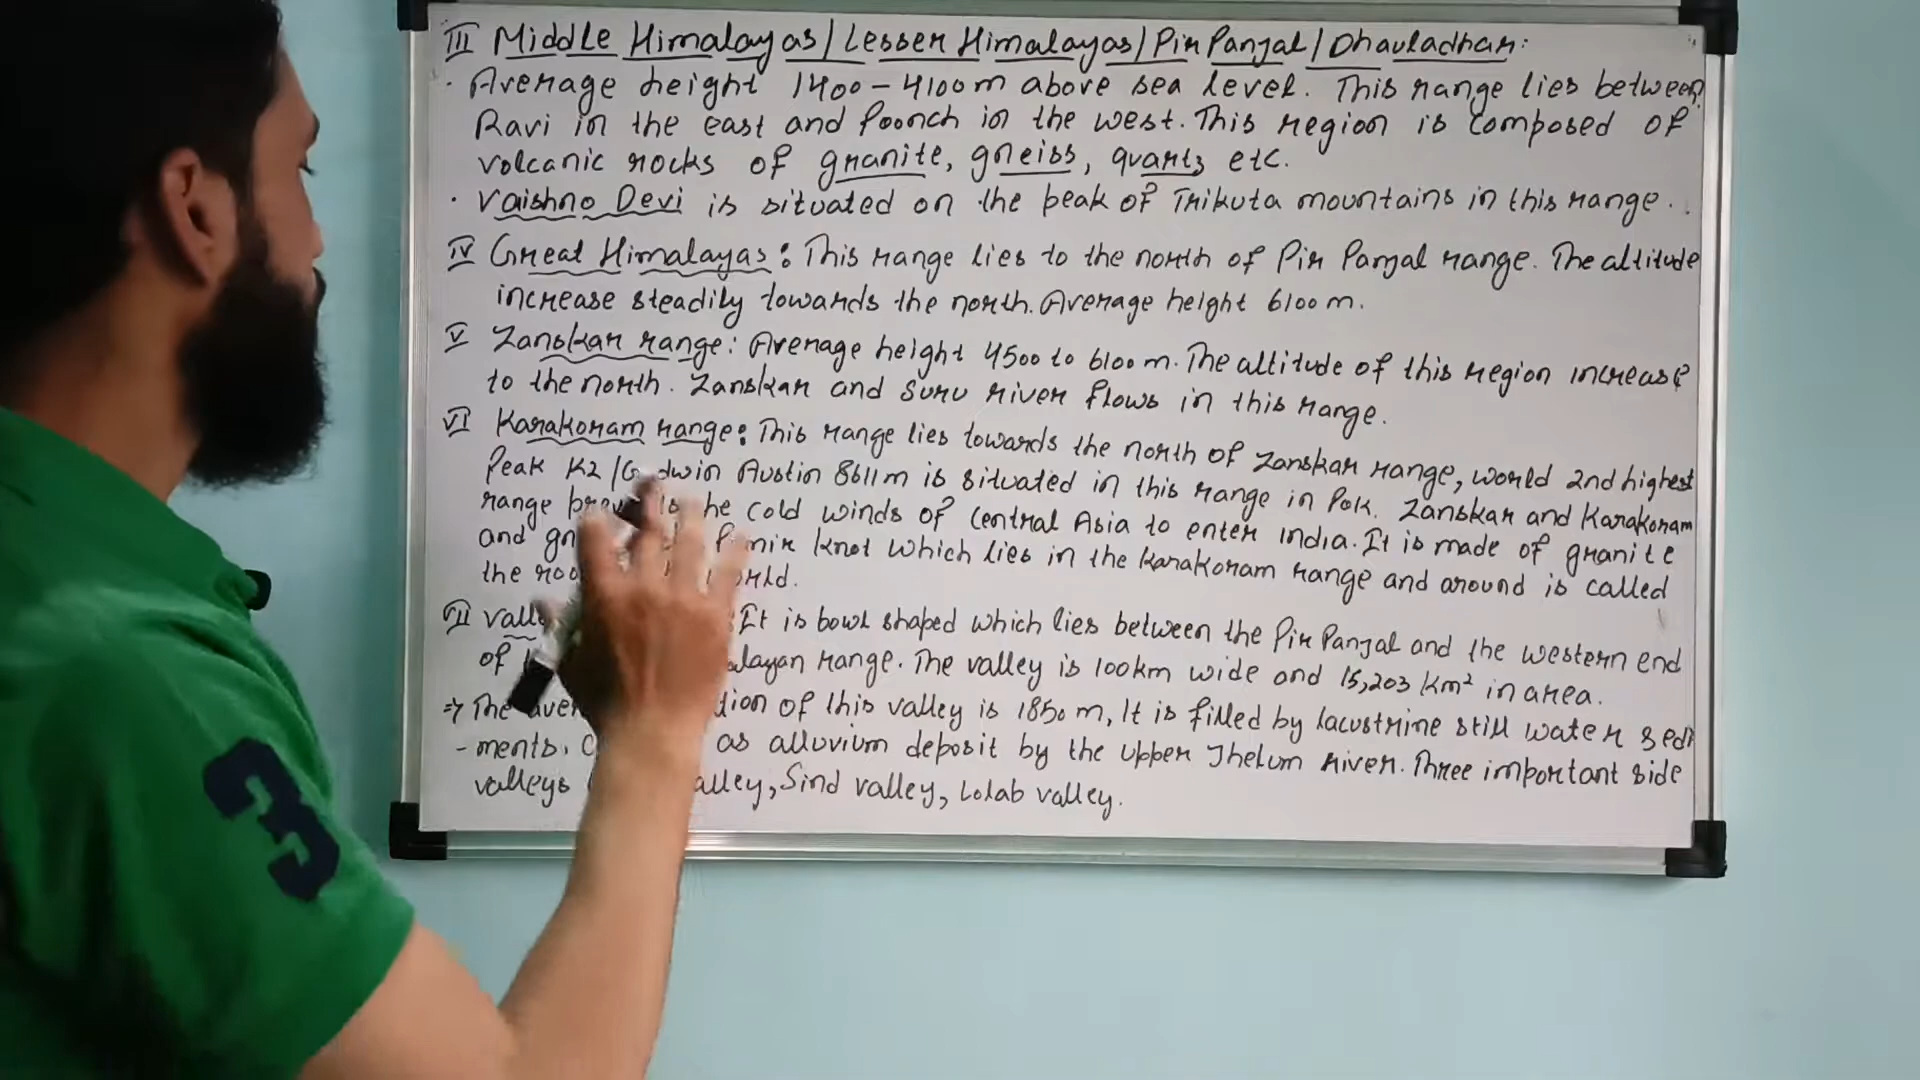 III Middle Himalayas/Lesser Himalayas/Pir Panjal/Dhauladhar:
· Average height 1400-4100m above sea level. This range lies between
Ravi in the east and Poonch in the west. This region is composed of
volcanic rocks of granite, gneiss, quartz etc.
· Vaishno Devi is situated on the peak of Trikuta mountains in this range.
IV Great Himalayas: This range lies to the north of Pir Panjal range. The altitude
increase steadily towards the north. Average height 6100 m.
V Zanskar range: Average height 4500 to 6100 m. The altitude of this region increase
to the north. Zanskar and Suru river flows in this range.
VI Karakoram range: This range lies towards the north of Zanskar range, world 2nd highest
Peak K2/Godwin Austin 8611m is situated in this range in Pok. Zanskar and Karakoram
range the cold winds of Central Asia to enter India. It is made of granite
and Pamir Knot which lies in the Karakoram range and around is called
the world.
VII It is bowl shaped which lies between the Pir Panjal and the western end
of range. The valley is 100km wide and 15,203 km² in area.
⇒ The of this valley is 1850 m, It is filled by lacustrine still water sedi
-ments. as alluvium deposit by the upper Jhelum river. Three important side
valleys valley, Sind valley, Lolab valley.
3